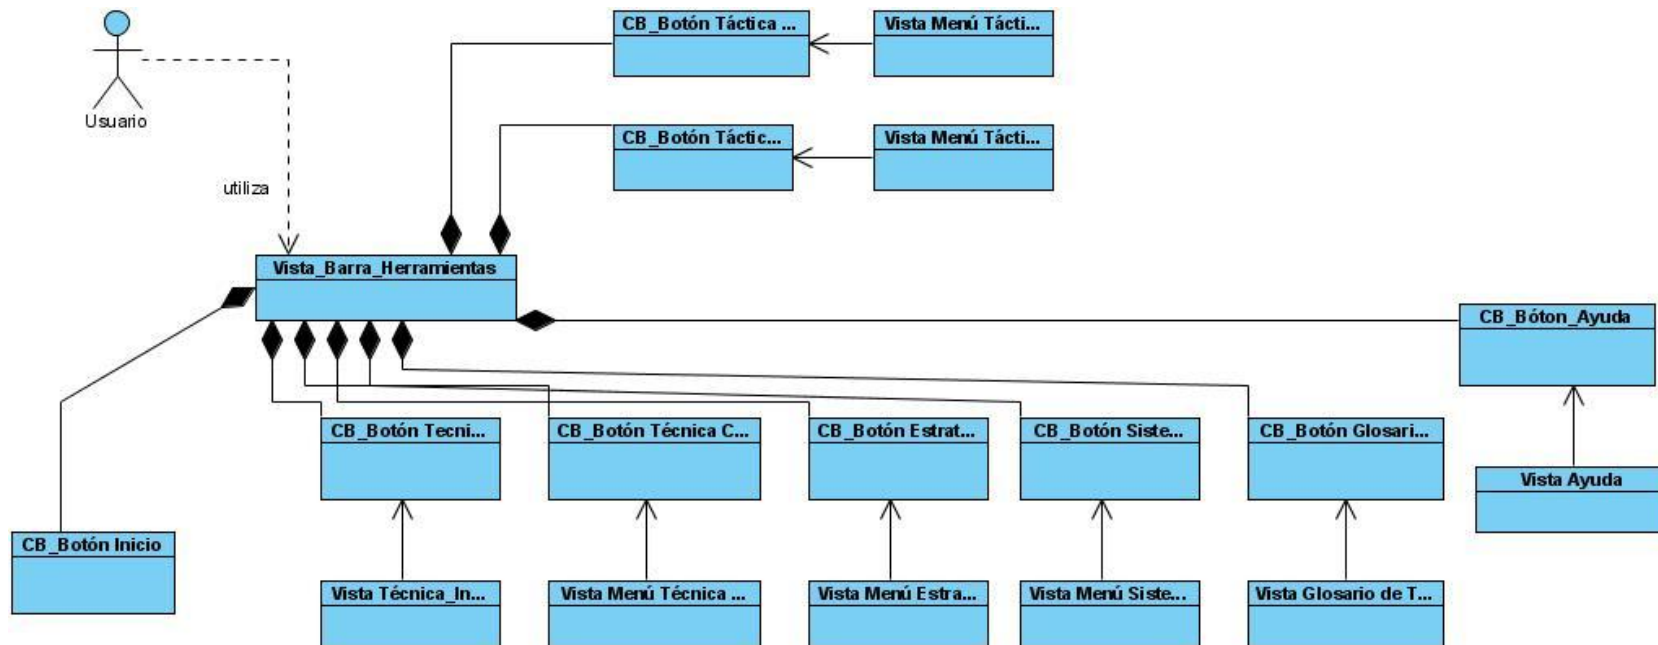 CB_Botón Táctica ...
Vista Menú Tácti...
Usuario
CB_Botón Táctic...
Vista Menú Tácti...
utiliza
Vista_Barra_Herramientas
CB_Bóton_Ayuda
CB_Botón Tecni...
CB_Botón Técnica C...
CB_Botón Estrat...
CB_Botón Siste...
CB_Botón Glosari...
Vista Ayuda
CB_Botón Inicio
Vista Técnica_In...
Vista Menú Técnica ...
Vista Menú Estra...
Vista Menú Siste...
Vista Glosario de T...